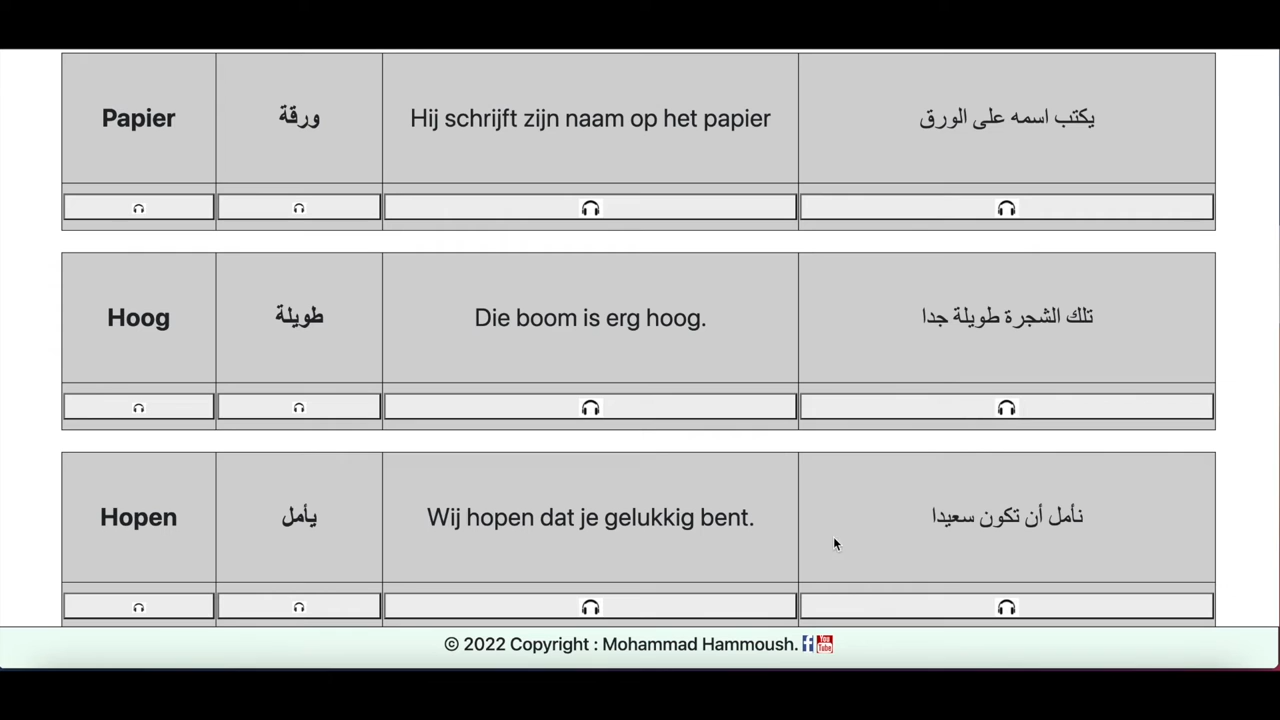 Papier
ورقة
Hij schrijft zijn naam op het papier
يكتب اسمه على الورق
Hoog
طويلة
Die boom is erg hoog.
تلك الشجرة طويلة جدا
Hopen
يأمل
Wij hopen dat je gelukkig bent.
نأمل أن تكون سعيدا
© 2022 Copyright : Mohammad Hammoush.
You Tube